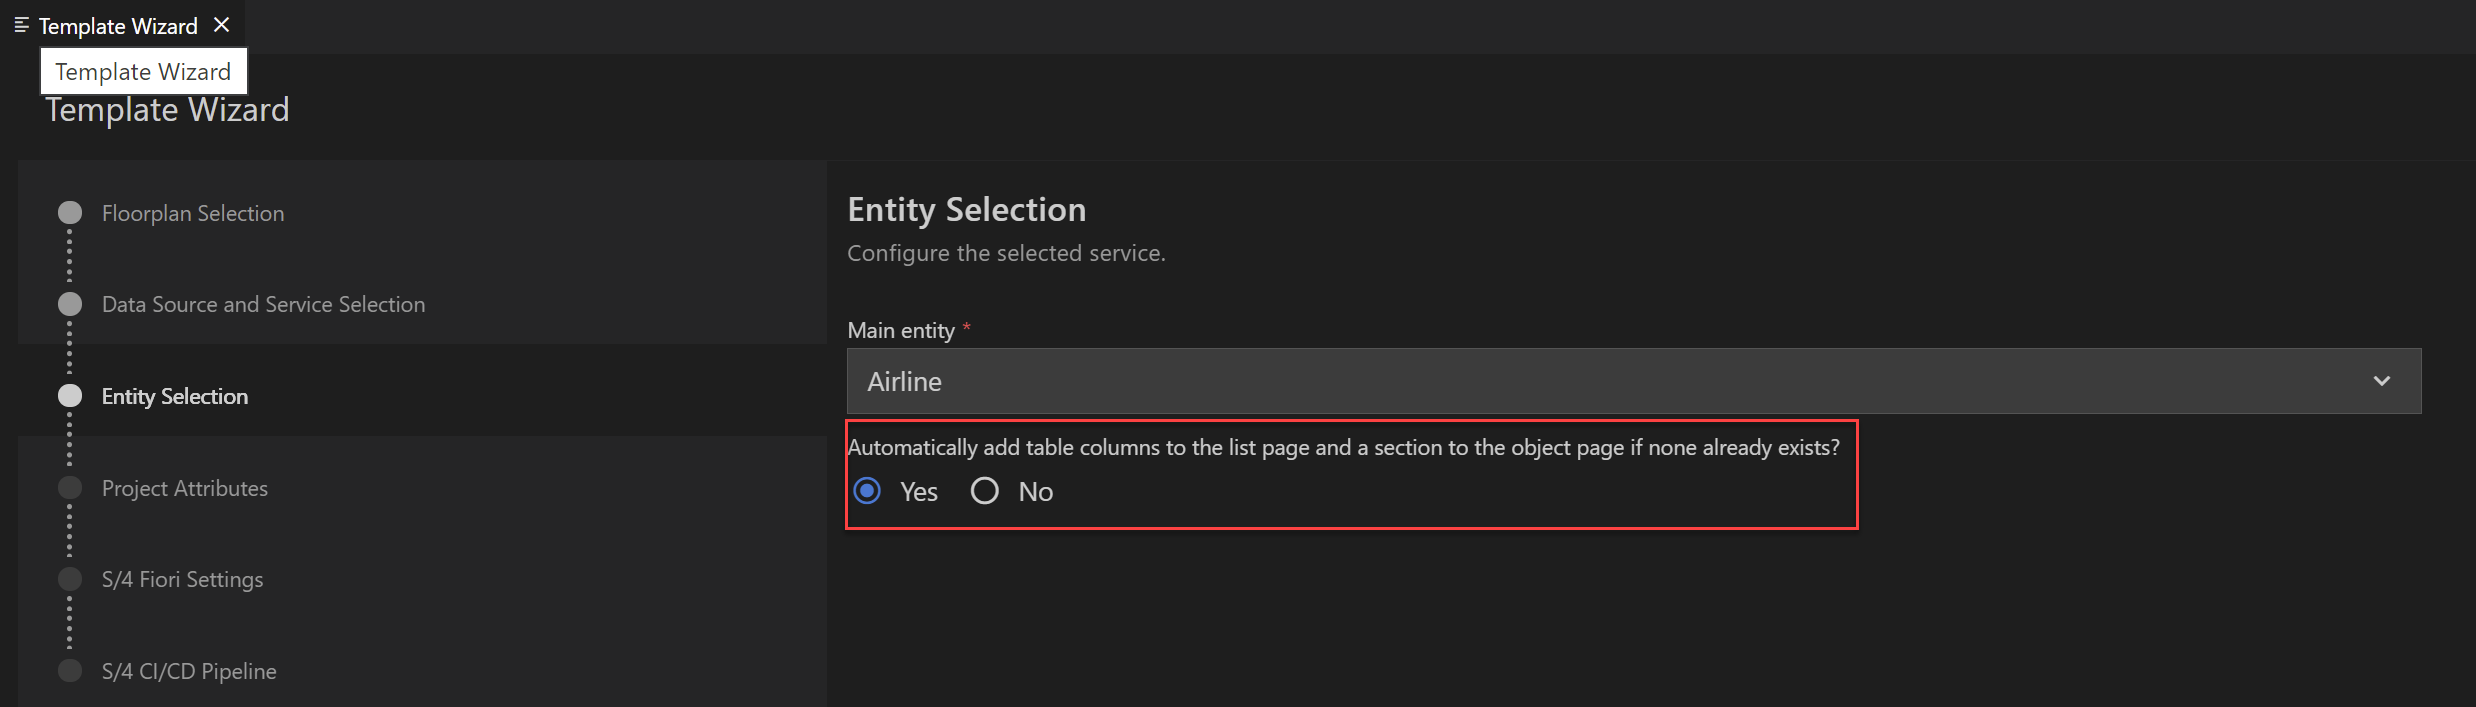 Template Wizard
Template Wizard
Template Wizard
Floorplan Selection
Data Source and Service Selection
Entity Selection
Project Attributes
S/4 Fiori Settings
S/4 CI/CD Pipeline
Entity Selection
Configure the selected service.
Main entity *
Airline
Automatically add table columns to the list page and a section to the object page if none already exists?
Yes No